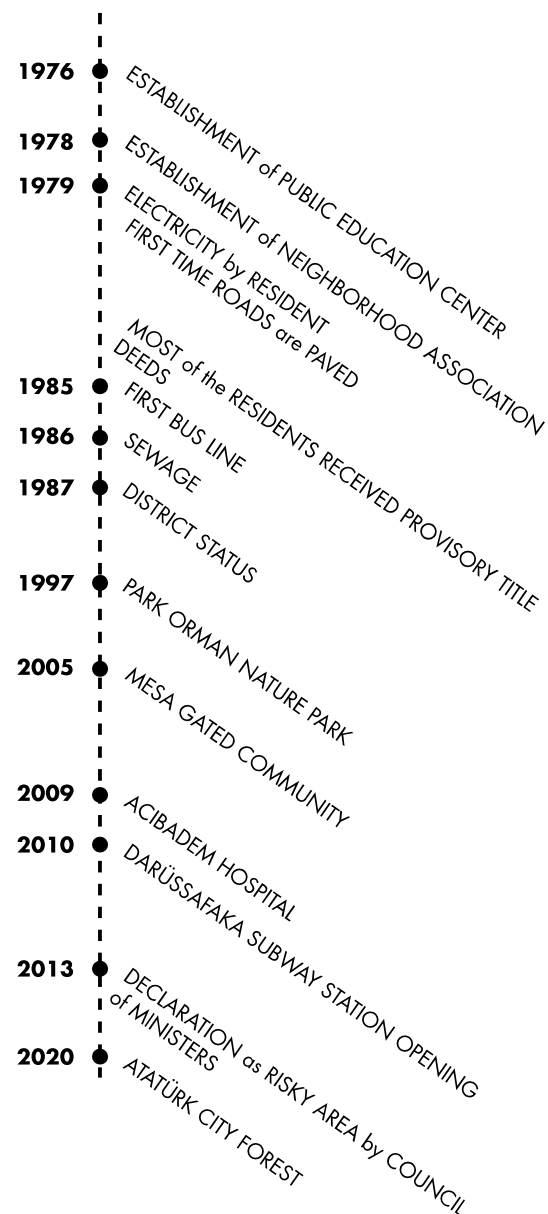 1976
ESTABLISHMENT of PUBLIC EDUCATION CENTER
1978
ESTABLISHMENT of NEIGHBORHOOD ASSOCIATION
1979
ELECTRICITY by RESIDENT
FIRST TIME ROADS are PAVED
1985
MOST of the RESIDENTS RECEIVED PROVISORY TITLE
DEEDS
FIRST BUS LINE
1986
SEWAGE
1987
DISTRICT STATUS
1997
PARK ORMAN NATURE PARK
2005
MESA GATED COMMUNITY
2009
ACIBADEM HOSPITAL
2010
DARÜSSAFAKA SUBWAY STATION OPENING
2013
DECLARATION as RISKY AREA by COUNCIL
of MINISTERS
2020
ATATÜRK CITY FOREST